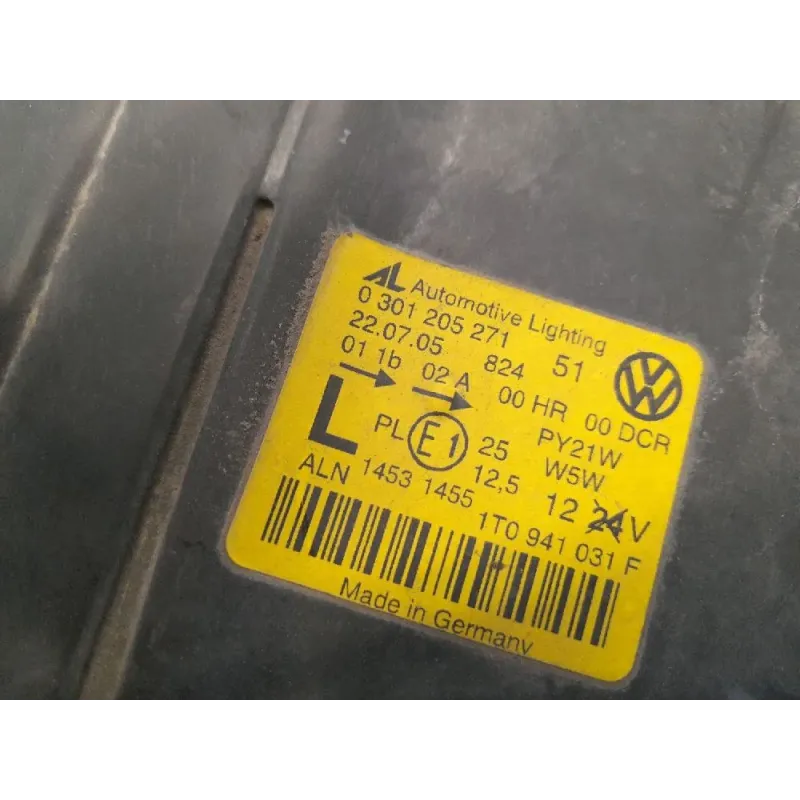 AL Automotive Lighting
0 301 205 271
22.07.05 824 51
01 1b 02 A 00 HR 00 DCR
L PL E1 25 PY21W
12,5 W5W
ALN 1453 1455 12 24V
1T0 941 031 F
Made in Germany
VW